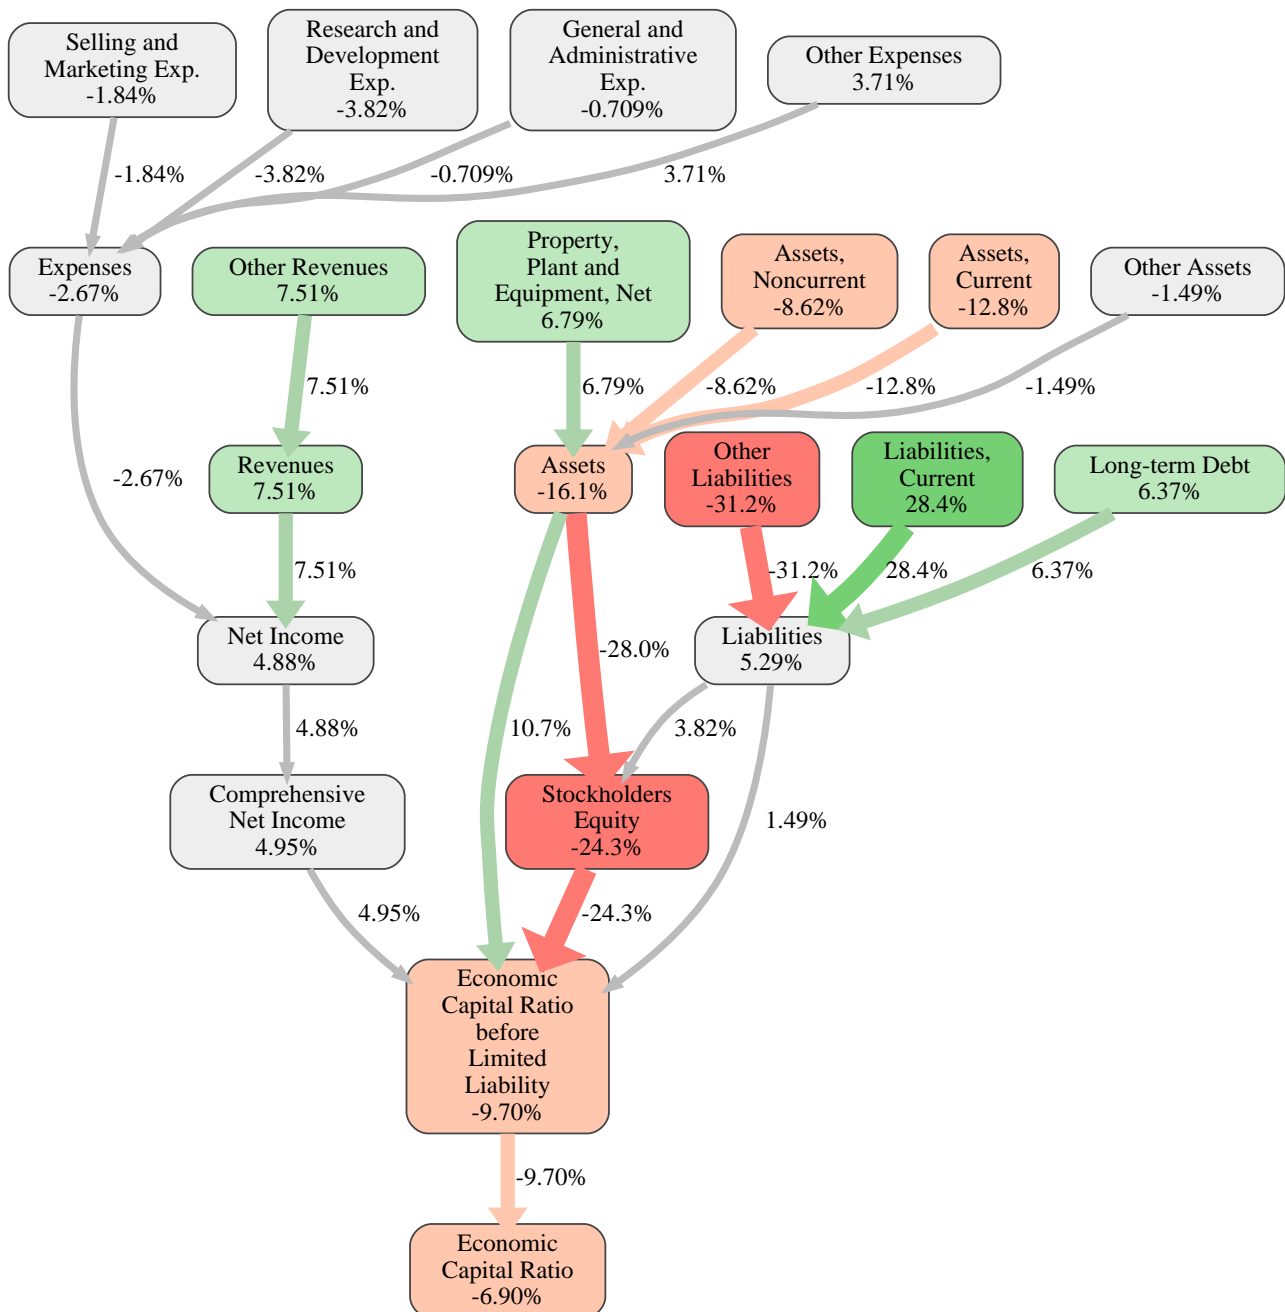 Selling and
Marketing Exp.
-1.84%
Research and
Development
Exp.
-3.82%
General and
Administrative
Exp.
-0.709%
Other Expenses
3.71%
-1.84%
-3.82%
-0.709%
3.71%
Expenses
-2.67%
Other Revenues
7.51%
Property,
Plant and
Equipment, Net
6.79%
Assets,
Noncurrent
-8.62%
Assets,
Current
-12.8%
Other Assets
-1.49%
7.51%
6.79%
-8.62%
-12.8%
-1.49%
-2.67%
Revenues
7.51%
Assets
-16.1%
Other
Liabilities
-31.2%
Liabilities,
Current
28.4%
Long-term Debt
6.37%
7.51%
-31.2%
28.4%
6.37%
Net Income
4.88%
-28.0%
Liabilities
5.29%
4.88%
10.7%
3.82%
Comprehensive
Net Income
4.95%
Stockholders
Equity
-24.3%
1.49%
4.95%
-24.3%
Economic
Capital Ratio
before
Limited
Liability
-9.70%
-9.70%
Economic
Capital Ratio
-6.90%